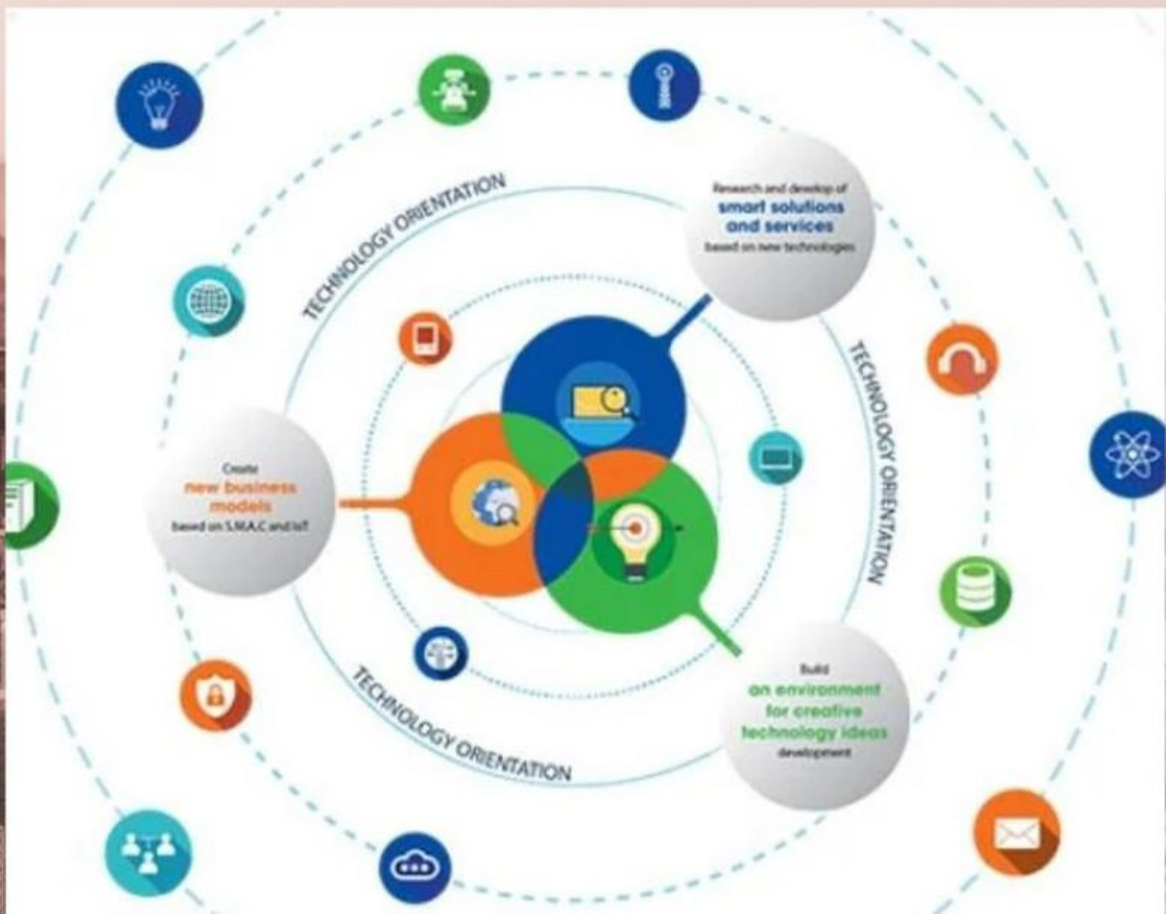 TECHNOLOGY ORIENTATION
Research and develop of
smart solutions
and services
based on new technologies
TECHNOLOGY ORIENTATION
Create
new business
models
based on S.M.A.C and IoT
TECHNOLOGY ORIENTATION
Build
an environment
for creative
technology ideas
development